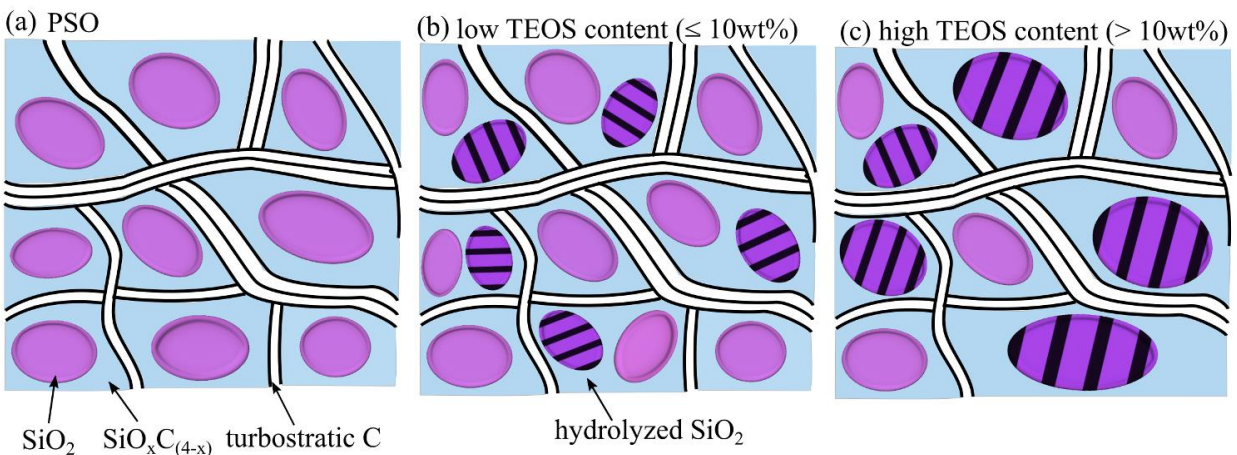 (a) PSO
(b) low TEOS content (≤ 10wt%)
(c) high TEOS content (> 10wt%)
SiO₂
SiOₓC₍₄₋ₓ₎
turbostratic C
hydrolyzed SiO₂